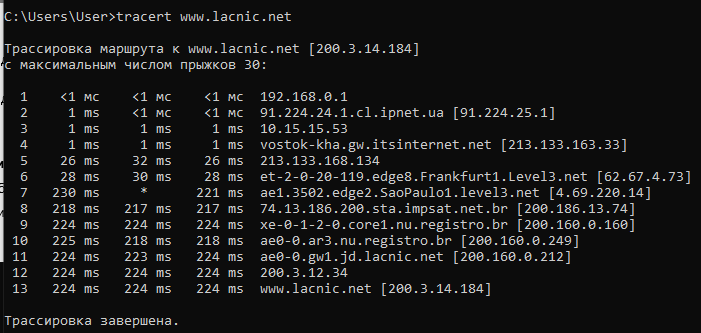 C:\Users\User>tracert www.lacnic.net
Трассировка маршрута к www.lacnic.net [200.3.14.184]
с максимальным числом прыжков 30:
1 <1 мс <1 мс <1 мс 192.168.0.1
2 1 ms <1 мс <1 мс 91.224.24.1.cl.ipnet.ua [91.224.25.1]
3 1 ms 1 ms 1 ms 10.15.15.53
4 1 ms 1 ms 1 ms vostok-kha.gw.itsinternet.net [213.133.163.33]
5 26 ms 32 ms 26 ms 213.133.168.134
6 28 ms 30 ms 28 ms et-2-0-20-119.edge8.Frankfurt1.Level3.net [62.67.4.73]
7 230 ms * 221 ms ae1.3502.edge2.SaoPaulo1.level3.net [4.69.220.14]
8 218 ms 217 ms 217 ms 74.13.186.200.sta.impsat.net.br [200.186.13.74]
9 224 ms 224 ms 224 ms xe-0-1-2-0.core1.nu.registro.br [200.160.0.160]
10 225 ms 218 ms 218 ms ae0-0.ar3.nu.registro.br [200.160.0.249]
11 224 ms 223 ms 224 ms ae0-0.gw1.jd.lacnic.net [200.160.0.212]
12 224 ms 224 ms 224 ms 200.3.12.34
13 224 ms 224 ms 224 ms www.lacnic.net [200.3.14.184]
Трассировка завершена.